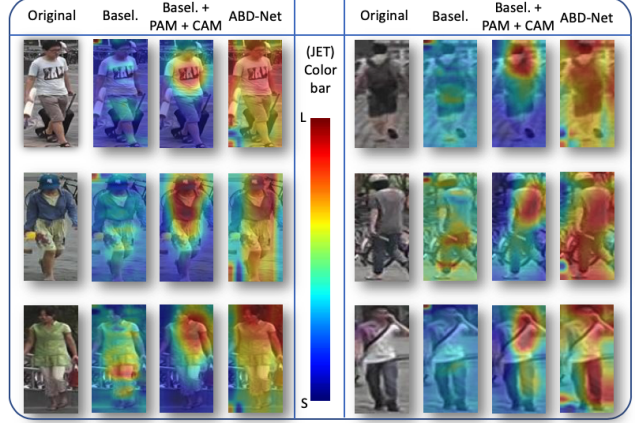 Original Basel. Basel. + PAM + CAM ABD-Net
(JET) Color bar
L
S
Original Basel. Basel. + PAM + CAM ABD-Net